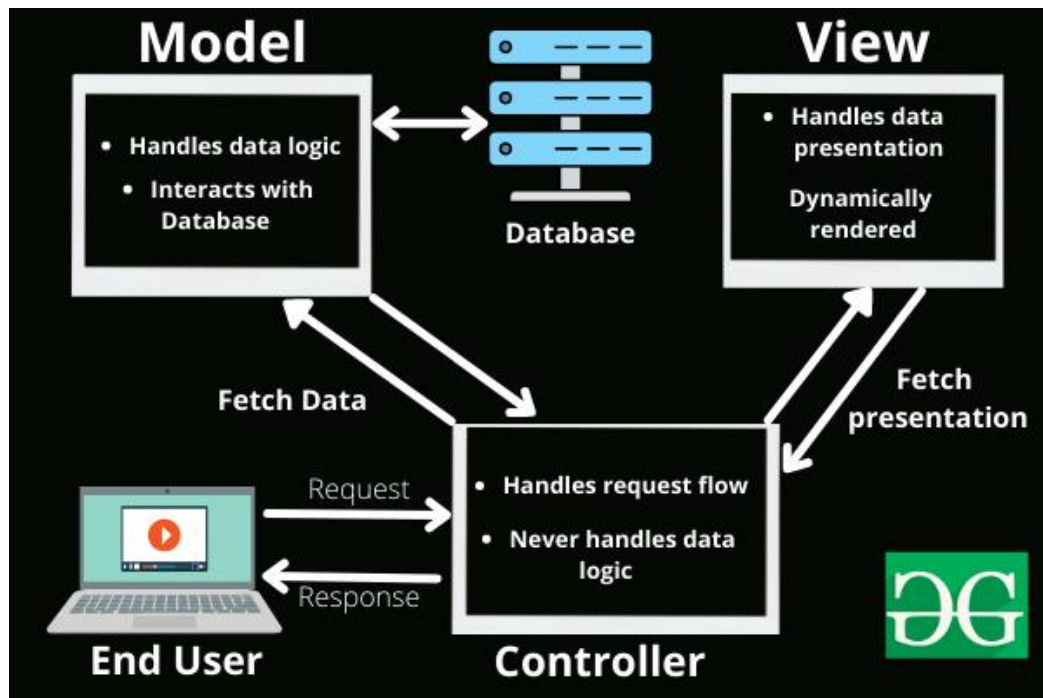 Model
• Handles data logic
• Interacts with
Database
Database
View
• Handles data
presentation
Dynamically
rendered
Fetch Data
Fetch
presentation
Request
Response
• Handles request flow
• Never handles data
logic
End User
Controller
GG